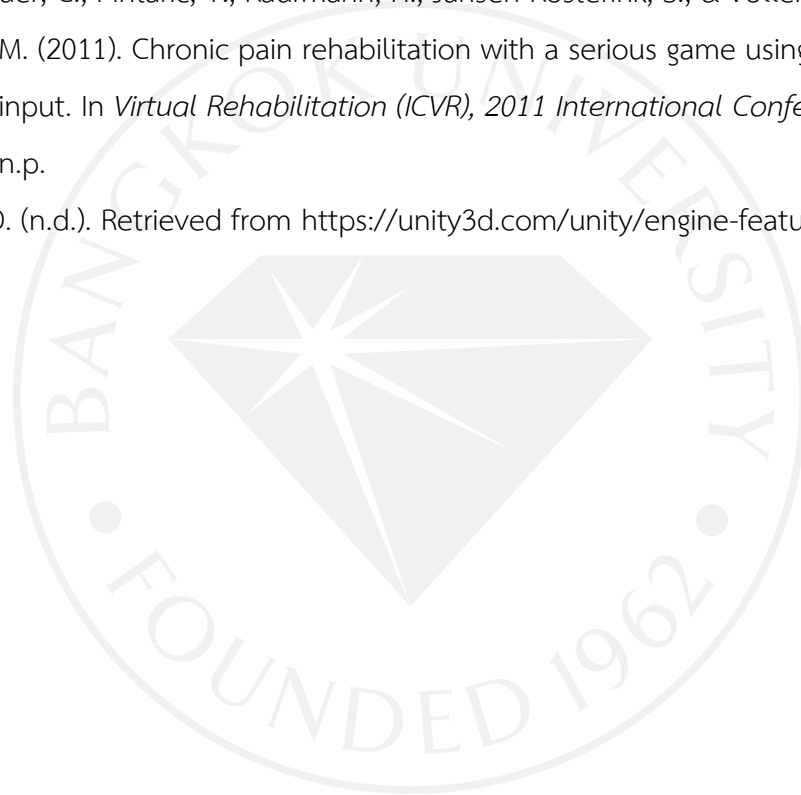 M. (2011). Chronic pain rehabilitation with a serious game using
input. In Virtual Rehabilitation (ICVR), 2011 International Confe
n.p.
(n.d.). Retrieved from https://unity3d.com/unity/engine-featu
BANGKOK UNIVERSITY
FOUNDED 1962